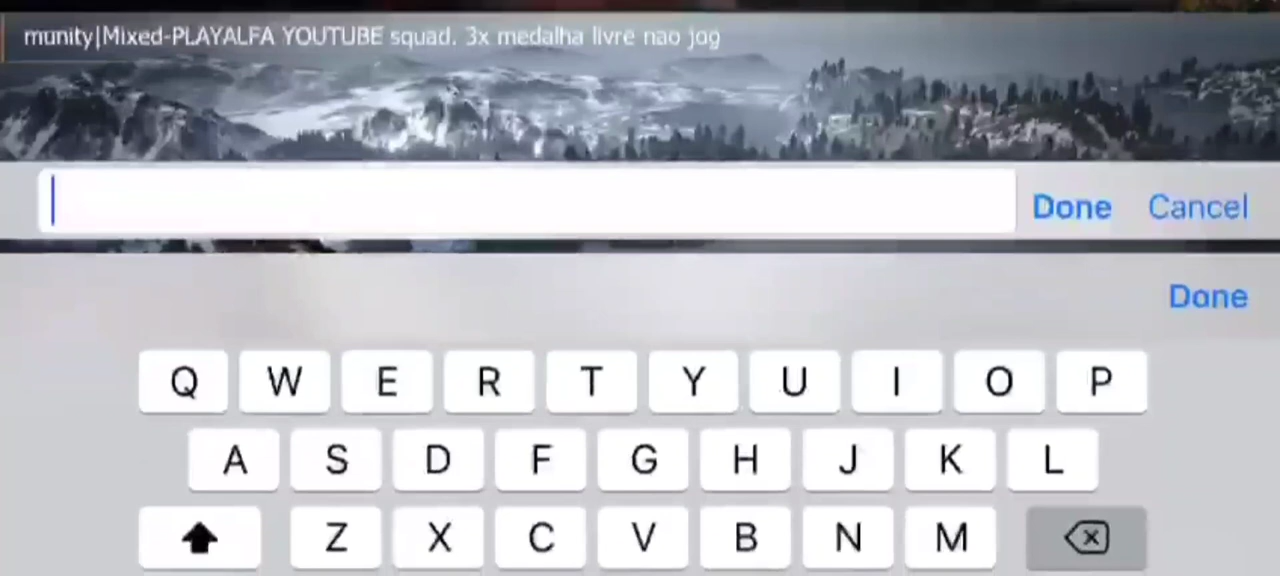 munity|Mixed-PLAYALFA YOUTUBE squad. 3x medalha livre nao jog
Done Cancel
Done
Q W E R T Y U I O P
A S D F G H J K L
Z X C V B N M